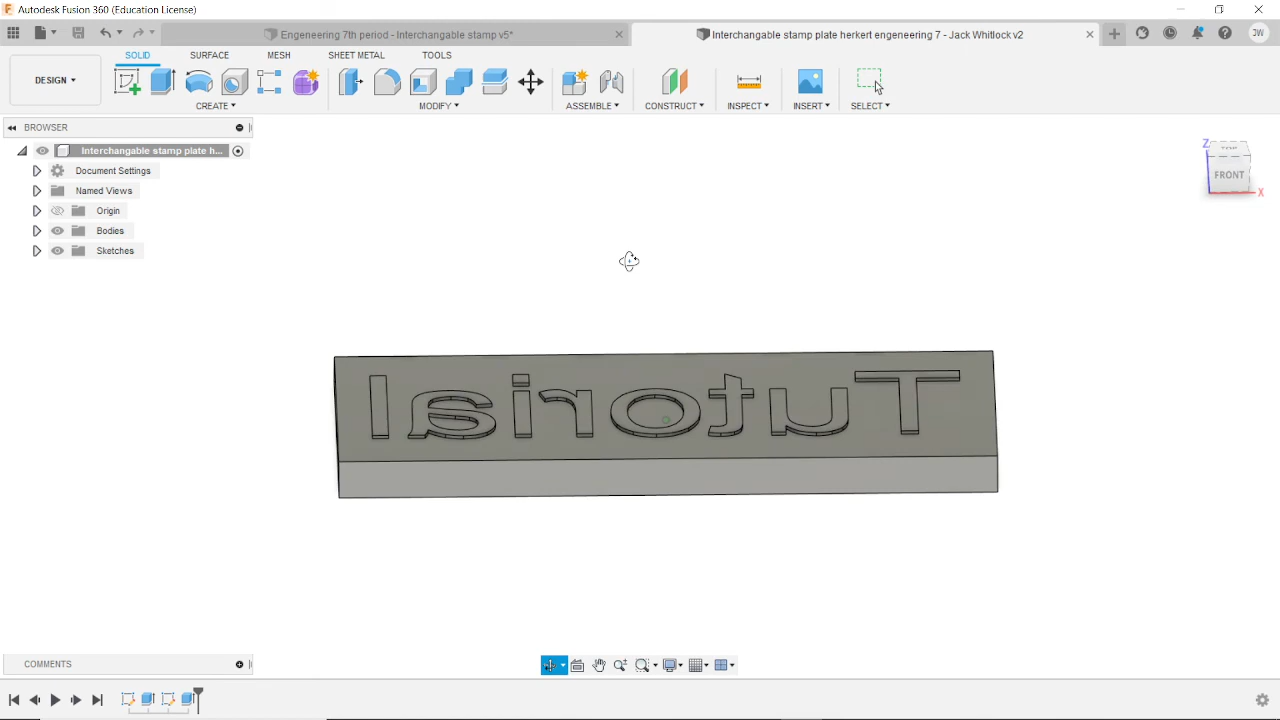 Autodesk Fusion 360 (Education License)
Engeneering 7th period - Interchangable stamp v5*
Interchangable stamp plate herkert engeneering 7 - Jack Whitlock v2
JW
SOLID
SURFACE
MESH
SHEET METAL
TOOLS
DESIGN
CREATE
MODIFY
ASSEMBLE
CONSTRUCT
INSPECT
INSERT
SELECT
BROWSER
Interchangable stamp plate h...
Document Settings
Named Views
Origin
Bodies
Sketches
Z
TOP
FRONT
X
Tutorial
COMMENTS